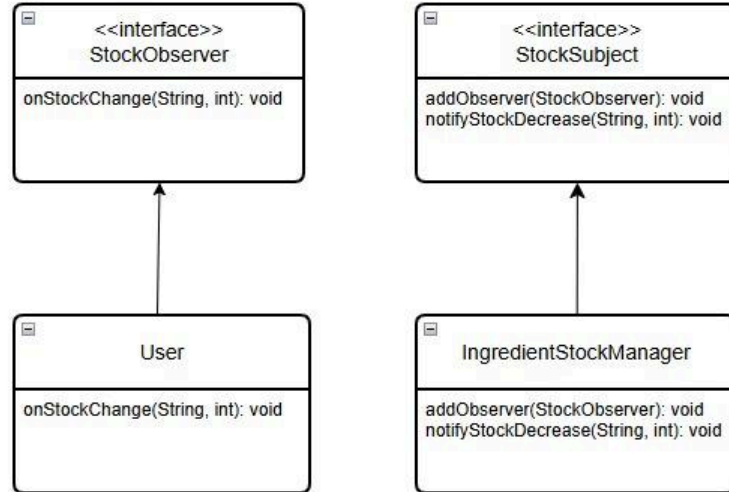 <<interface>>
StockObserver
onStockChange(String, int): void
<<interface>>
StockSubject
addObserver(StockObserver): void
notifyStockDecrease(String, int): void
User
onStockChange(String, int): void
IngredientStockManager
addObserver(StockObserver): void
notifyStockDecrease(String, int): void